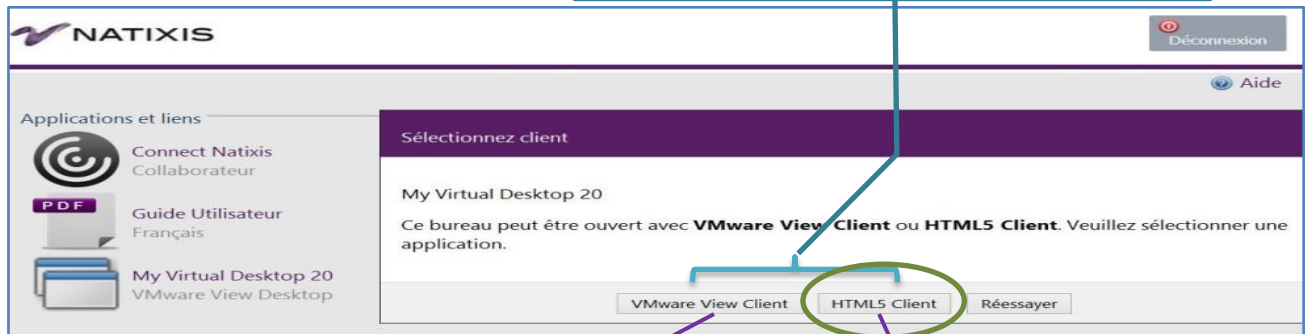 NATIXIS
Déconnexion
Aide
Applications et liens
Connect Natixis
Collaborateur
PDF
Guide Utilisateur
Français
My Virtual Desktop 20
VMware View Desktop
Sélectionnez client
My Virtual Desktop 20
Ce bureau peut être ouvert avec VMware View Client ou HTML5 Client. Veuillez sélectionner une
application.
VMware View Client
HTML5 Client
Réessayer